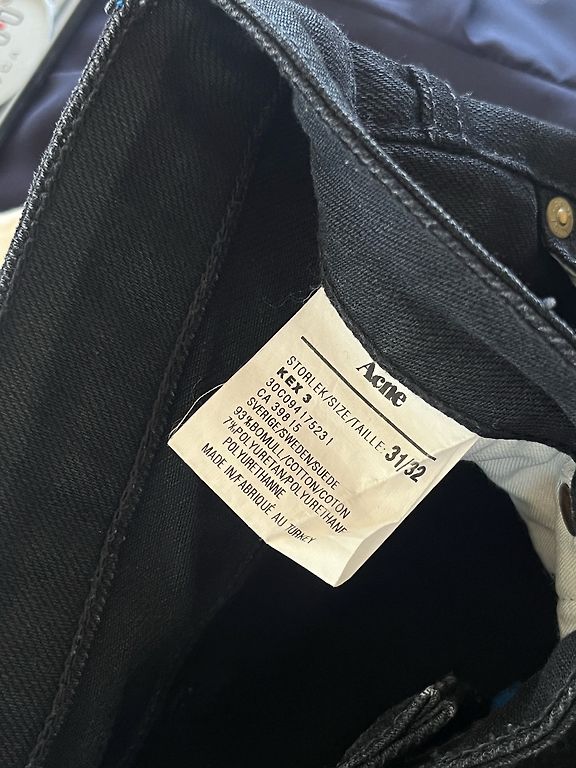 Acne
STORLEK/SIZE/TAILLE: 31/32
KEX 3
30C094175231
CA 39815
SVERIGE/SWEDEN/SUEDE
93%BOMULL/COTTON/COTON
7%POLYURETAN/POLYURETHANE
POLYURETHANNE
MADE IN/FABRIQUÉ AU TURKEY